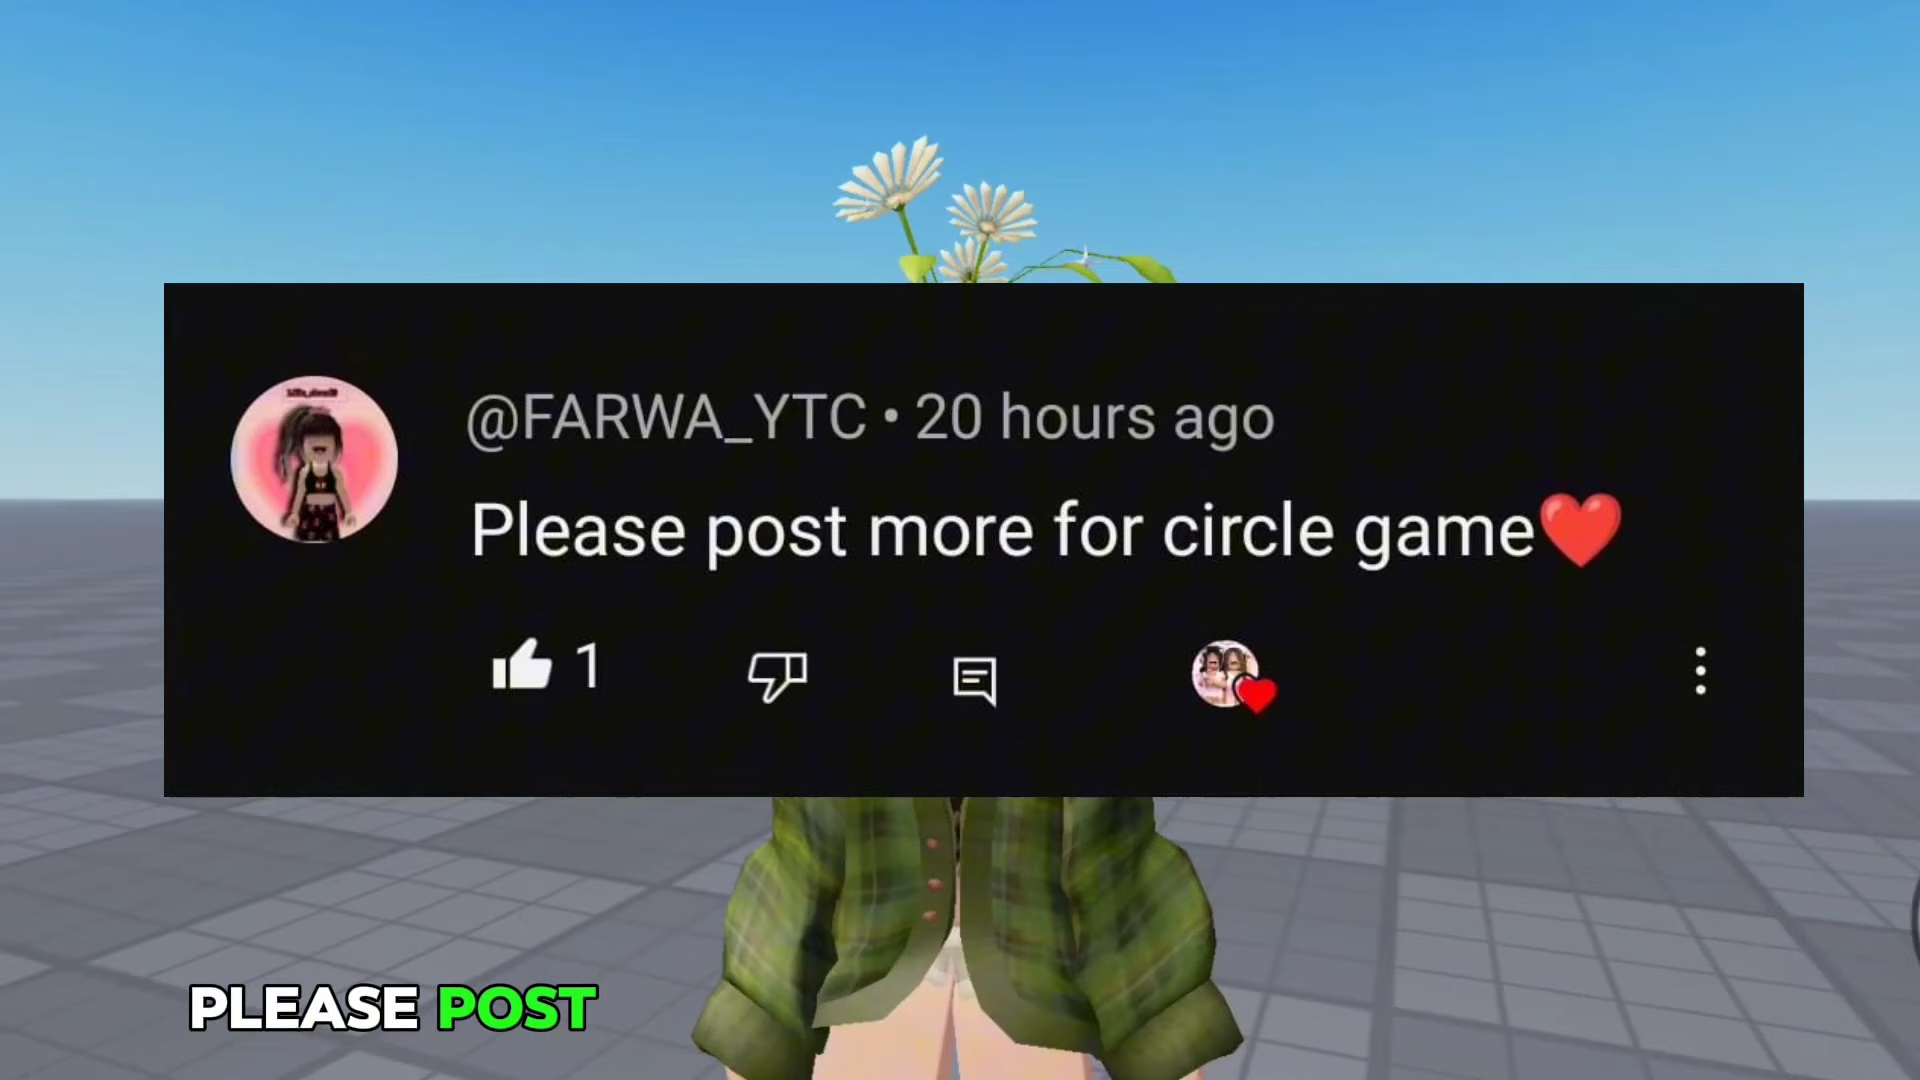 @FARWA_YTC • 20 hours ago
Please post more for circle game❤️
1
PLEASE POST